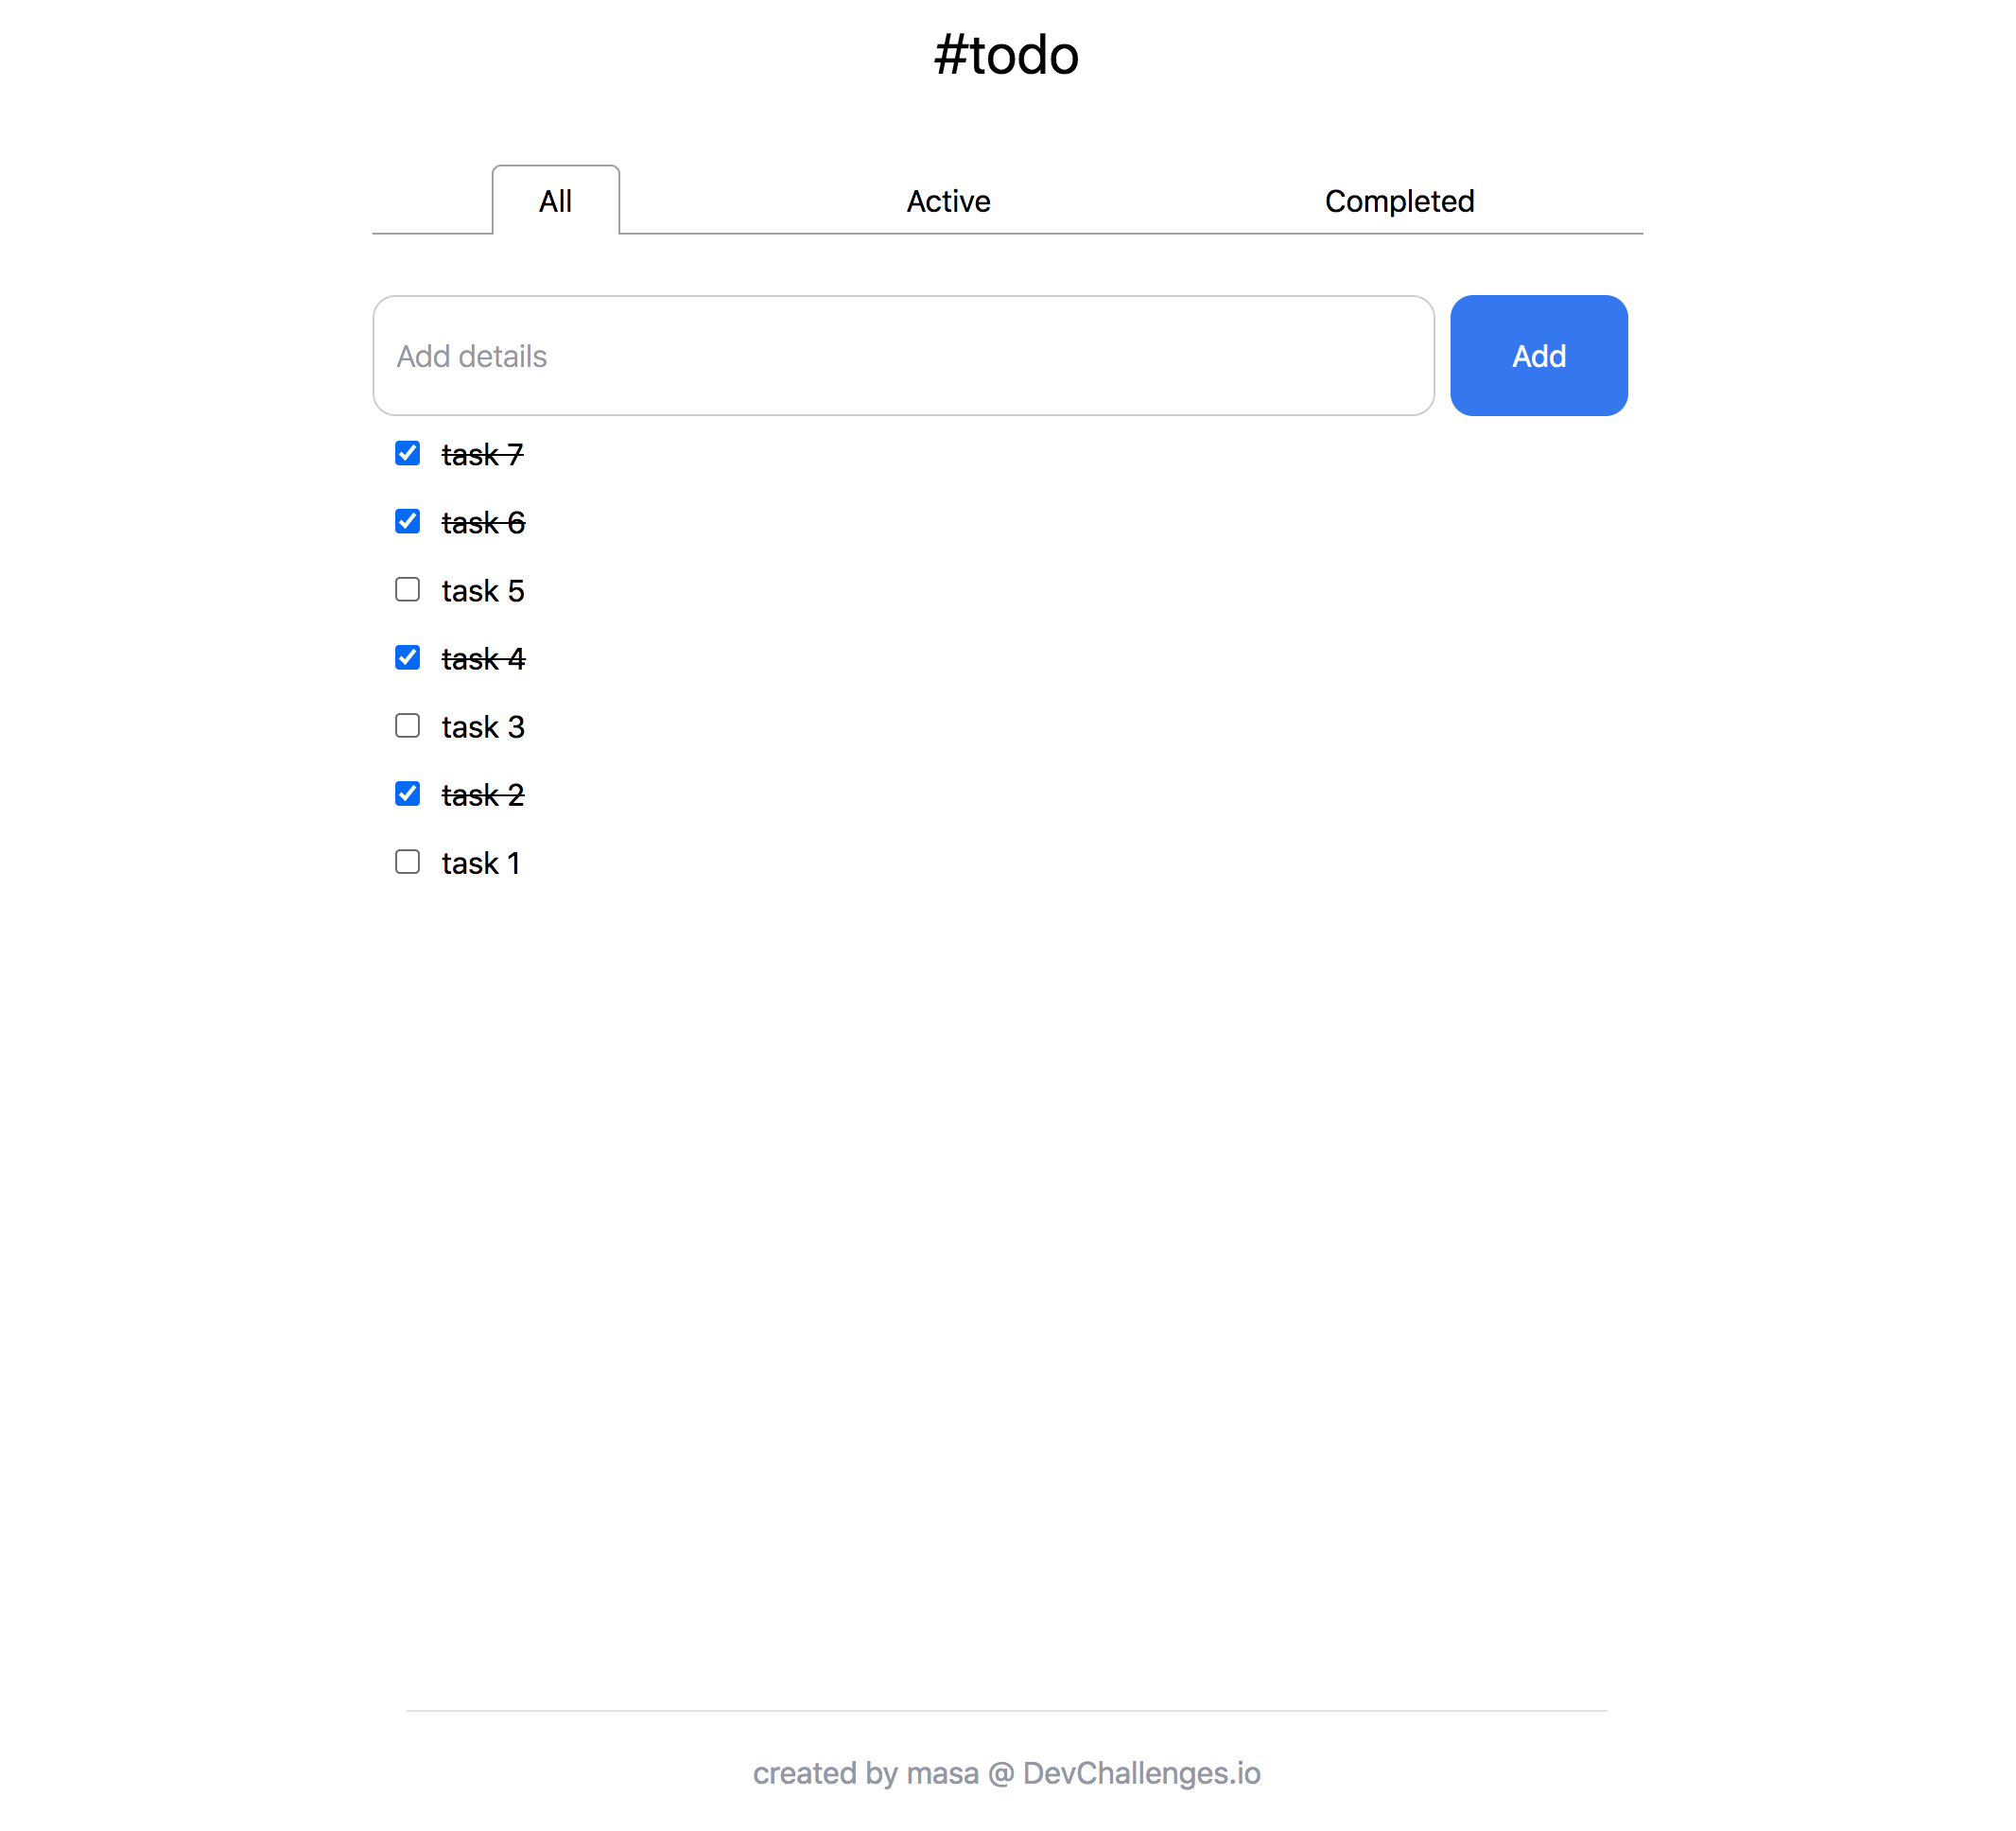 #todo
All Active Completed
Add details Add
task 7
task 6
task 5
task 4
task 3
task 2
task 1
created by masa @ DevChallenges.io